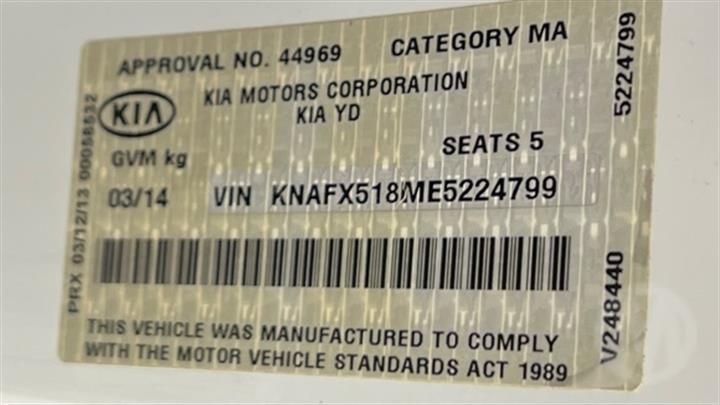 APPROVAL NO. 44969 CATEGORY MA
KIA
KIA MOTORS CORPORATION
KIA YD
GVM kg
SEATS 5
03/14 VIN KNAFX518ME5224799
THIS VEHICLE WAS MANUFACTURED TO COMPLY
WITH THE MOTOR VEHICLE STANDARDS ACT 1989
PRX 03/12/13 00058532
5224799
V248440